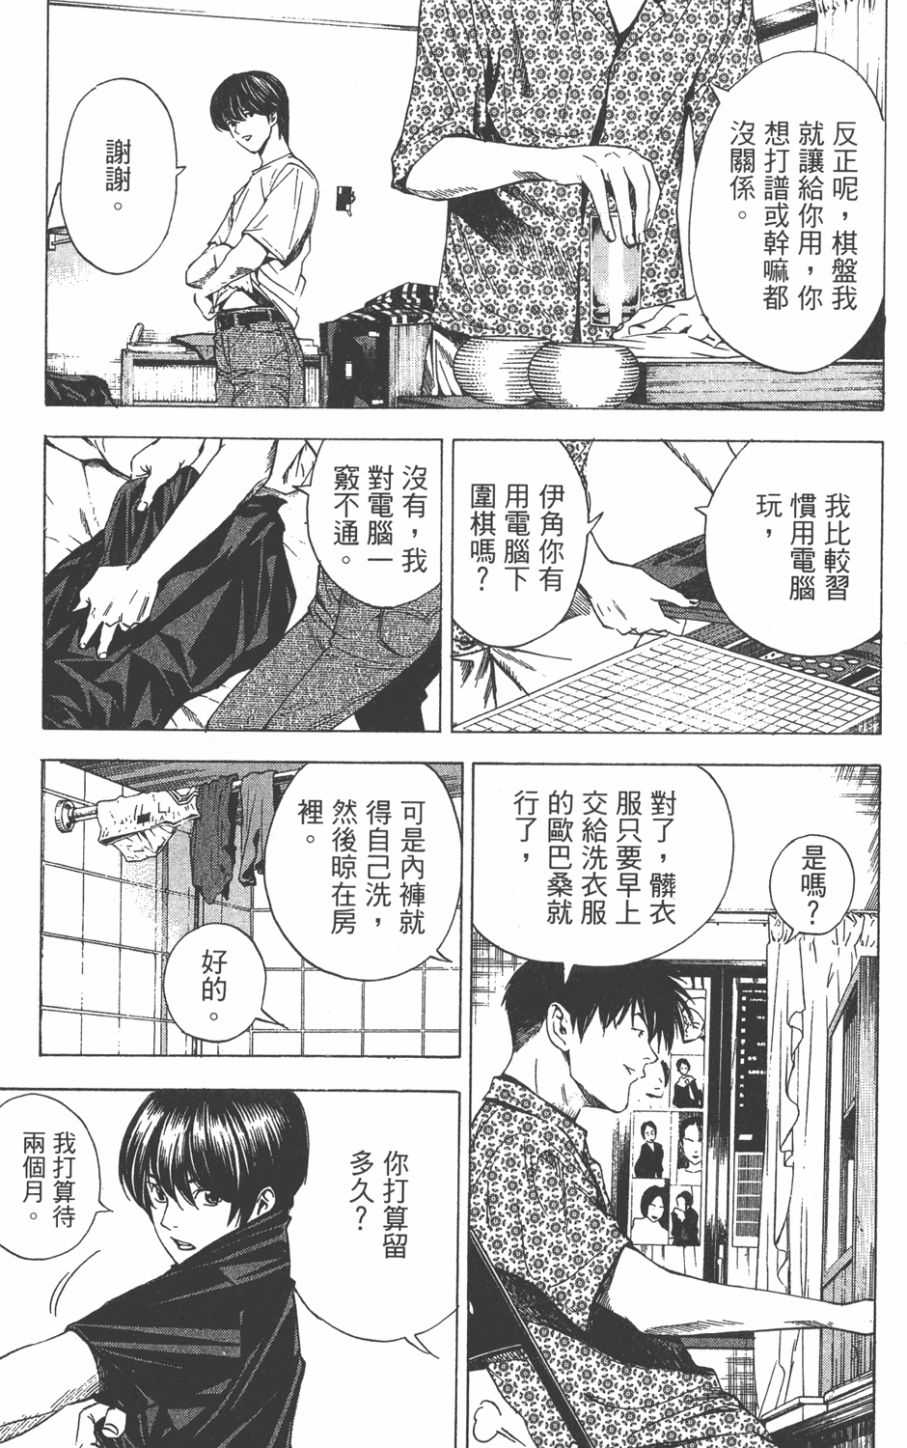 反正呢，棋盤我
就讓給你用，你
想打譜或幹嘛都
沒關係。
謝謝。
我比較習
慣用電腦
玩，
伊角你有
用電腦下
圍棋嗎？
沒有，我
對電腦一
竅不通。
是嗎？
對了，髒衣
服只要早上
交給洗衣服
的歐巴桑就
行了，
可是內褲就
得自己洗，
然後晾在房
裡。
好的。
你打算留
多久？
我打算待
兩個月。